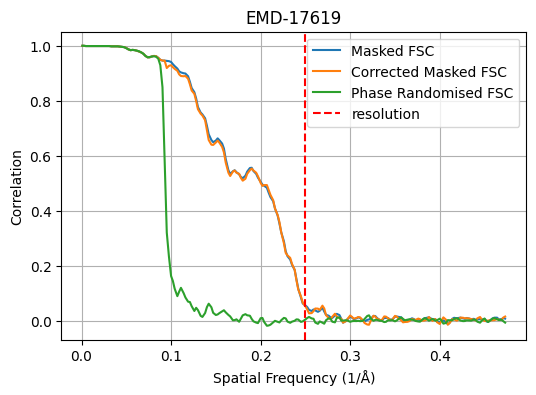 EMD-17619
Masked FSC
Corrected Masked FSC
Phase Randomised FSC
resolution
Correlation
1.0
0.8
0.6
0.4
0.2
0.0
0.0
0.1
0.2
0.3
0.4
Spatial Frequency (1/Å)